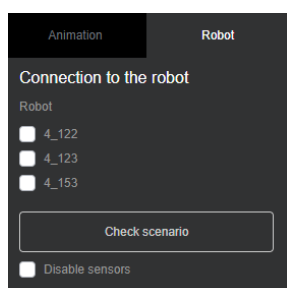 Animation
Robot
Connection to the robot
Robot
4_122
4_123
4_153
Check scenario
Disable sensors